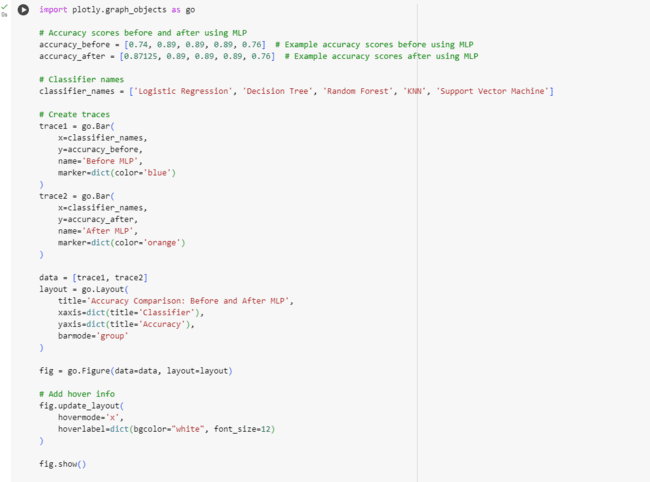 0s
import plotly.graph_objects as go
# Accuracy scores before and after using MLP
accuracy_before = [0.74, 0.89, 0.89, 0.89, 0.76]  # Example accuracy scores before using MLP
accuracy_after = [0.87125, 0.89, 0.89, 0.89, 0.76]  # Example accuracy scores after using MLP
# Classifier names
classifier_names = ['Logistic Regression', 'Decision Tree', 'Random Forest', 'KNN', 'Support Vector Machine']
# Create traces
trace1 = go.Bar(
    x=classifier_names,
    y=accuracy_before,
    name='Before MLP',
    marker=dict(color='blue')
)
trace2 = go.Bar(
    x=classifier_names,
    y=accuracy_after,
    name='After MLP',
    marker=dict(color='orange')
)
data = [trace1, trace2]
layout = go.Layout(
    title='Accuracy Comparison: Before and After MLP',
    xaxis=dict(title='Classifier'),
    yaxis=dict(title='Accuracy'),
    barmode='group'
)
fig = go.Figure(data=data, layout=layout)
# Add hover info
fig.update_layout(
    hovermode='x',
    hoverlabel=dict(bgcolor="white", font_size=12)
)
fig.show()